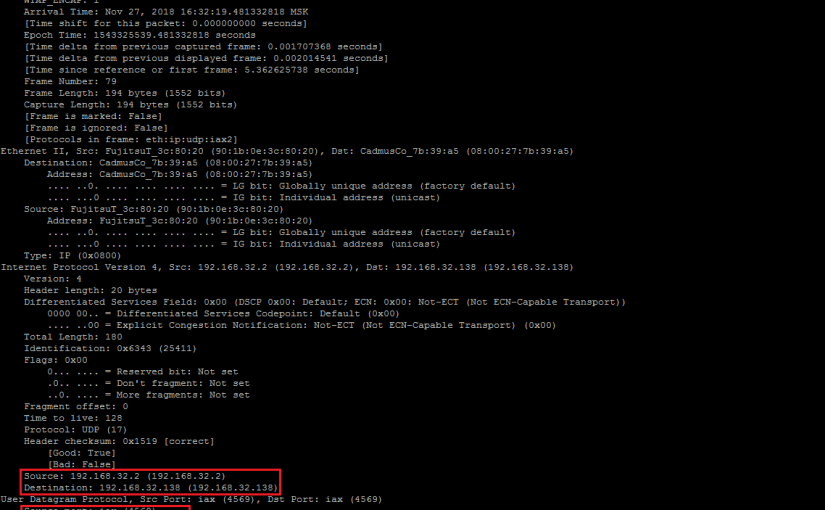 WTAP_ENCAP: 1
Arrival Time: Nov 27, 2018 16:32:19.481332818 MSK
[Time shift for this packet: 0.000000000 seconds]
Epoch Time: 1543325539.481332818 seconds
[Time delta from previous captured frame: 0.001707368 seconds]
[Time delta from previous displayed frame: 0.002014541 seconds]
[Time since reference or first frame: 5.362625738 seconds]
Frame Number: 79
Frame Length: 194 bytes (1552 bits)
Capture Length: 194 bytes (1552 bits)
[Frame is marked: False]
[Frame is ignored: False]
[Protocols in frame: eth:ip:udp:iax2]
Ethernet II, Src: FujitsuT_3c:80:20 (90:1b:0e:3c:80:20), Dst: CadmusCo_7b:39:a5 (08:00:27:7b:39:a5)
Destination: CadmusCo_7b:39:a5 (08:00:27:7b:39:a5)
Address: CadmusCo_7b:39:a5 (08:00:27:7b:39:a5)
.... ..0. .... .... .... .... = LG bit: Globally unique address (factory default)
.... ...0 .... .... .... .... = IG bit: Individual address (unicast)
Source: FujitsuT_3c:80:20 (90:1b:0e:3c:80:20)
Address: FujitsuT_3c:80:20 (90:1b:0e:3c:80:20)
.... ..0. .... .... .... .... = LG bit: Globally unique address (factory default)
.... ...0 .... .... .... .... = IG bit: Individual address (unicast)
Type: IP (0x0800)
Internet Protocol Version 4, Src: 192.168.32.2 (192.168.32.2), Dst: 192.168.32.138 (192.168.32.138)
Version: 4
Header length: 20 bytes
Differentiated Services Field: 0x00 (DSCP 0x00: Default; ECN: 0x00: Not-ECT (Not ECN-Capable Transport))
0000 00.. = Differentiated Services Codepoint: Default (0x00)
.... ..00 = Explicit Congestion Notification: Not-ECT (Not ECN-Capable Transport) (0x00)
Total Length: 180
Identification: 0x6343 (25411)
Flags: 0x00
0... .... = Reserved bit: Not set
.0.. .... = Don't fragment: Not set
..0. .... = More fragments: Not set
Fragment offset: 0
Time to live: 128
Protocol: UDP (17)
Header checksum: 0x1519 [correct]
[Good: True]
[Bad: False]
Source: 192.168.32.2 (192.168.32.2)
Destination: 192.168.32.138 (192.168.32.138)
User Datagram Protocol, Src Port: iax (4569), Dst Port: iax (4569)
Source port: iax (4569)